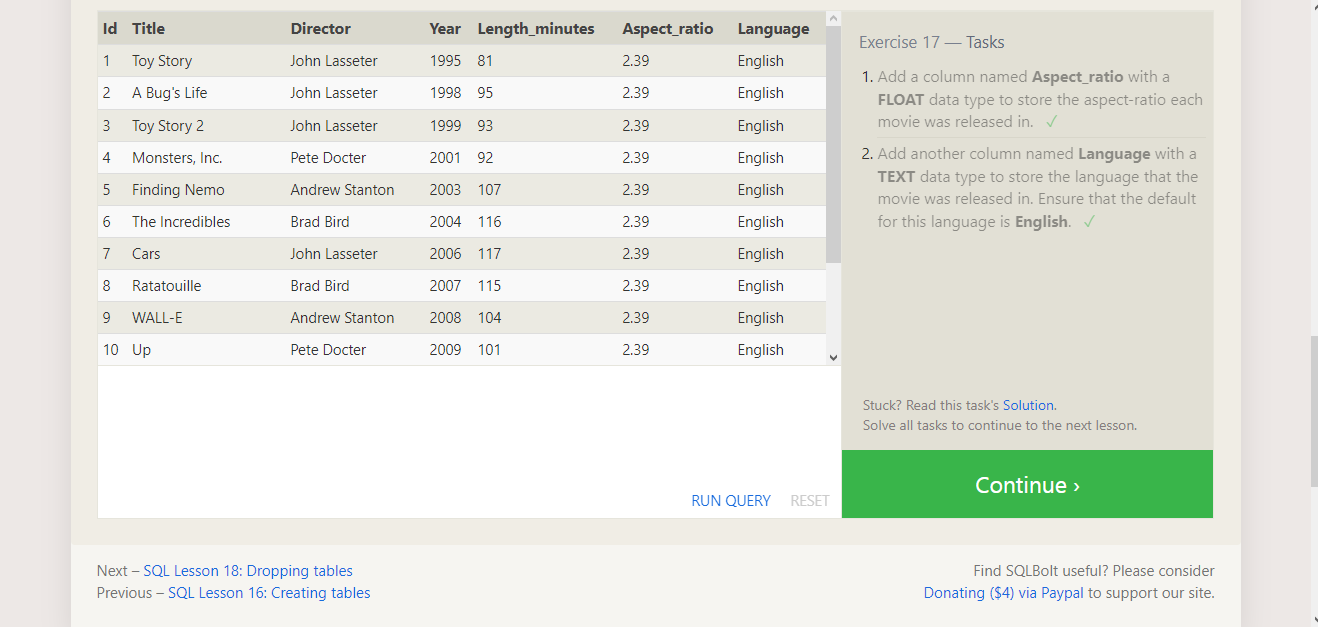 Id Title Director Year Length_minutes Aspect_ratio Language
1 Toy Story John Lasseter 1995 81 2.39 English
2 A Bug's Life John Lasseter 1998 95 2.39 English
3 Toy Story 2 John Lasseter 1999 93 2.39 English
4 Monsters, Inc. Pete Docter 2001 92 2.39 English
5 Finding Nemo Andrew Stanton 2003 107 2.39 English
6 The Incredibles Brad Bird 2004 116 2.39 English
7 Cars John Lasseter 2006 117 2.39 English
8 Ratatouille Brad Bird 2007 115 2.39 English
9 WALL-E Andrew Stanton 2008 104 2.39 English
10 Up Pete Docter 2009 101 2.39 English
RUN QUERY RESET
Exercise 17 — Tasks
1. Add a column named Aspect_ratio with a
FLOAT data type to store the aspect-ratio each
movie was released in. ✓
2. Add another column named Language with a
TEXT data type to store the language that the
movie was released in. Ensure that the default
for this language is English. ✓
Stuck? Read this task's Solution.
Solve all tasks to continue to the next lesson.
Continue ›
Next – SQL Lesson 18: Dropping tables
Previous – SQL Lesson 16: Creating tables
Find SQLBolt useful? Please consider
Donating ($4) via Paypal to support our site.